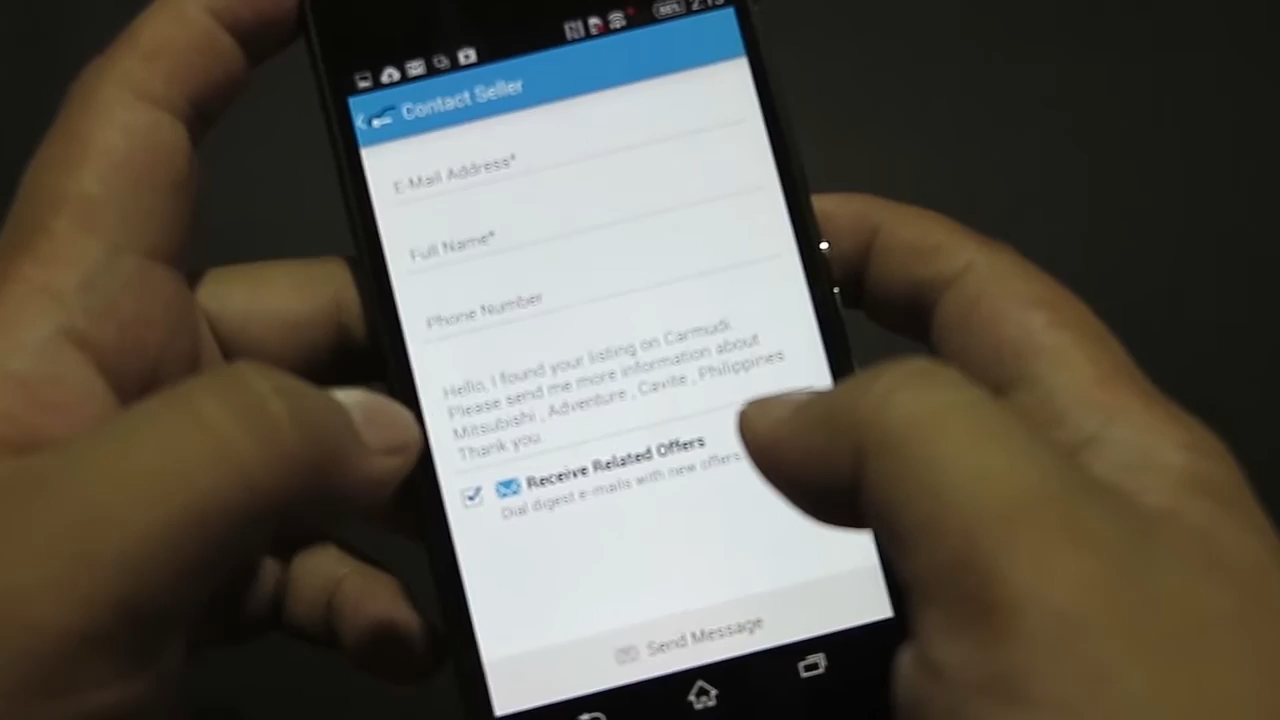 Contact Seller
E-Mail Address*
Full Name*
Phone Number
Hello, I found your listing on Carmudi.
Please send me more information about
Mitsubishi , Adventure , Cavite , Philippines
Thank you.
Receive Related Offers
Dial digest e-mails with new offers
Send Message